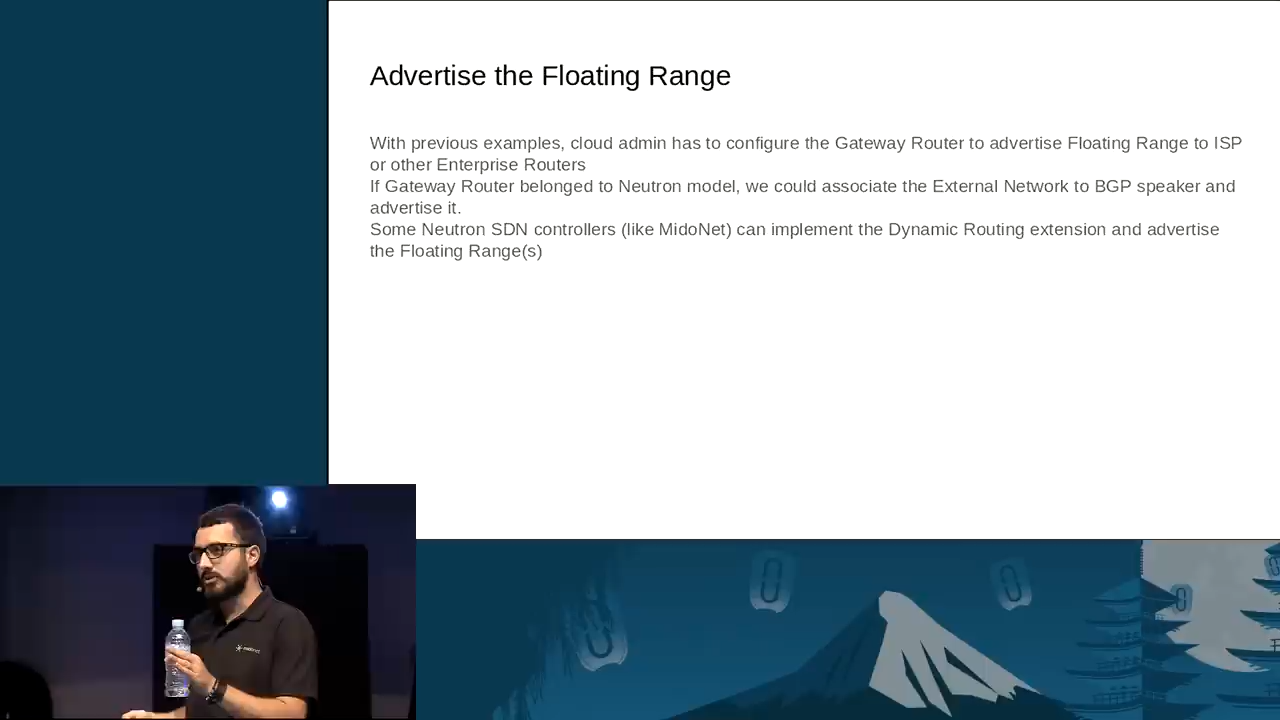 Advertise the Floating Range
With previous examples, cloud admin has to configure the Gateway Router to advertise Floating Range to ISP
or other Enterprise Routers
If Gateway Router belonged to Neutron model, we could associate the External Network to BGP speaker and
advertise it.
Some Neutron SDN controllers (like MidoNet) can implement the Dynamic Routing extension and advertise
the Floating Range(s)